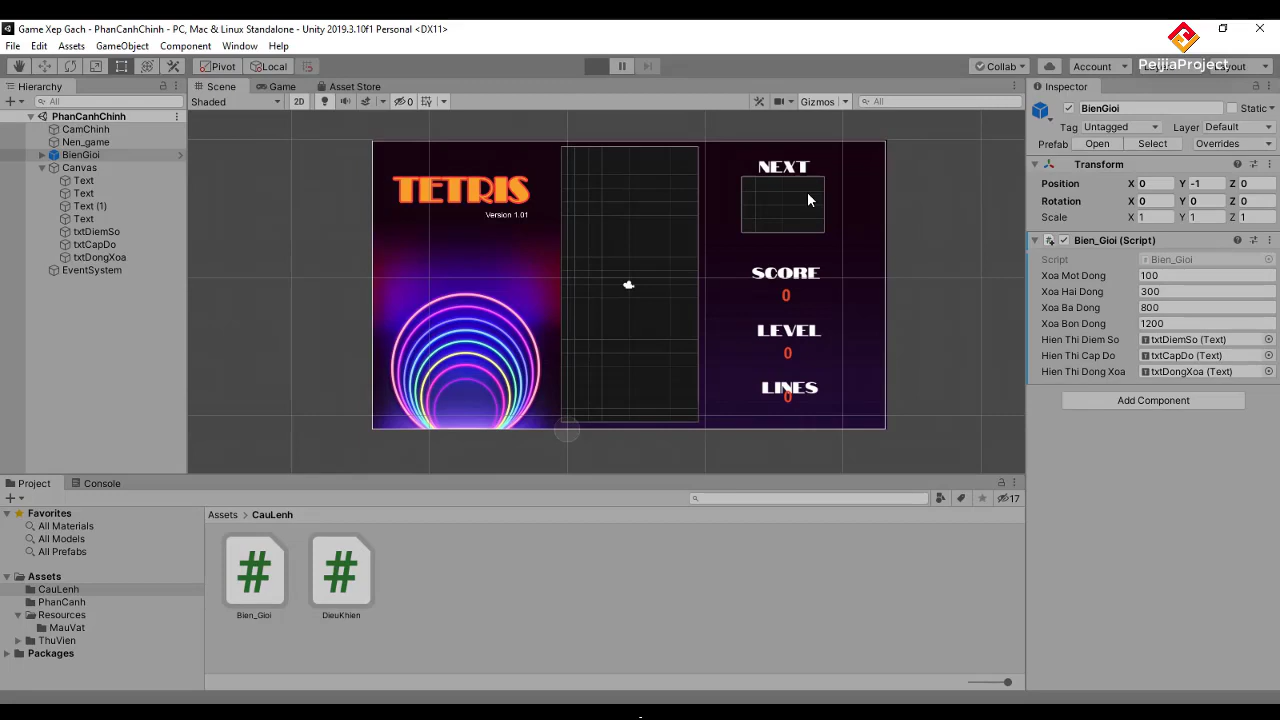 Game Xep Gach - PhanCanhChinh - PC, Mac & Linux Standalone - Unity 2019.3.10f1 Personal <DX11>
File Edit Assets GameObject Component Window Help
PeijiaProject
Pivot Local Collab Account Layout
Hierarchy Scene Game Asset Store Inspector
All Shaded 2D 0 Gizmos All
BienGioi Static
PhanCanhChinh
CamChinh
Nen_game
BienGioi
Canvas
Text
Text
Text (1)
Text
txtDiemSo
txtCapDo
txtDongXoa
EventSystem
TETRIS
Version 1.01
NEXT
SCORE
0
LEVEL
0
LINES
0
Tag Untagged Layer Default
Prefab Open Select Overrides
Transform
Position X 0 Y -1 Z 0
Rotation X 0 Y 0 Z 0
Scale X 1 Y 1 Z 1
Bien_Gioi (Script)
Script Bien_Gioi
Xoa Mot Dong 100
Xoa Hai Dong 300
Xoa Ba Dong 800
Xoa Bon Dong 1200
Hien Thi Diem So txtDiemSo (Text)
Hien Thi Cap Do txtCapDo (Text)
Hien Thi Dong Xoa txtDongXoa (Text)
Add Component
Project Console
17
Favorites
All Materials
All Models
All Prefabs
Assets
CauLenh
PhanCanh
Resources
MauVat
ThuVien
Packages
Assets > CauLenh
#
#
Bien_Gioi
DieuKhien